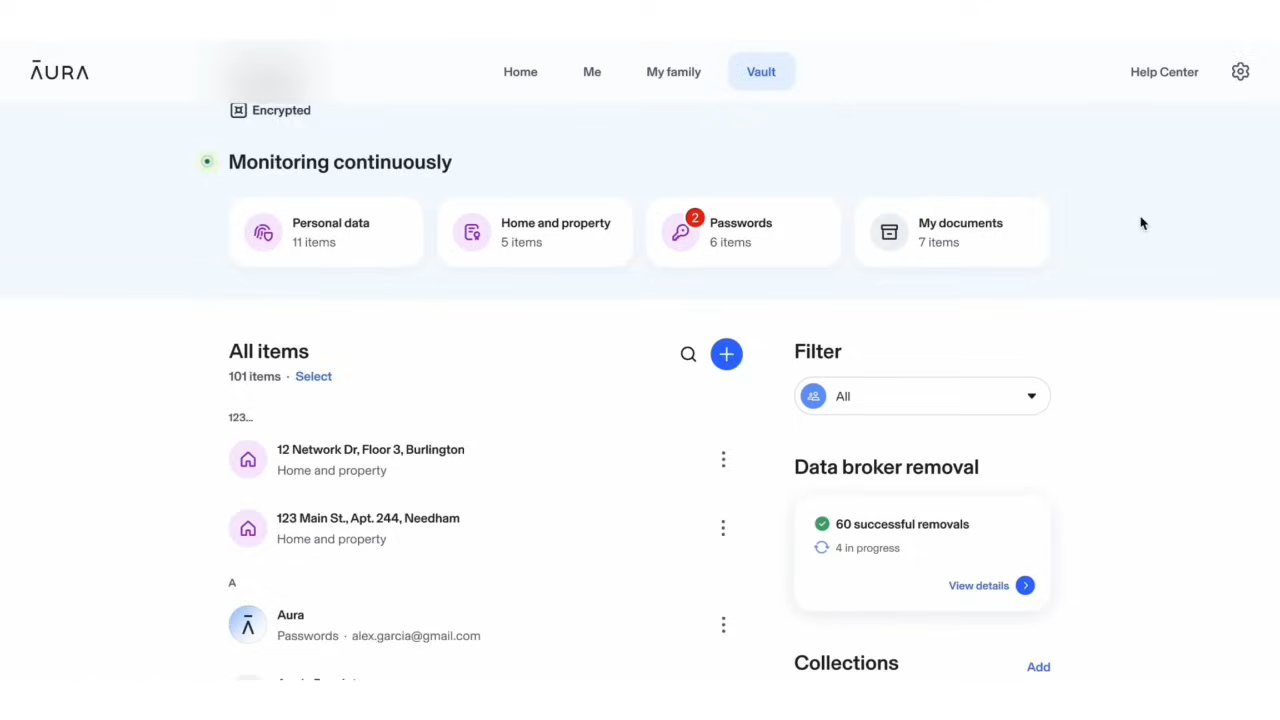 ĀURA
Home
Me
My family
Vault
Help Center
Encrypted
Monitoring continuously
Personal data
11 items
Home and property
5 items
2
Passwords
6 items
My documents
7 items
All items
101 items · Select
123...
12 Network Dr, Floor 3, Burlington
Home and property
123 Main St., Apt. 244, Needham
Home and property
A
Ā
Aura
Passwords · alex.garcia@gmail.com
Filter
All
Data broker removal
60 successful removals
4 in progress
View details
Collections
Add